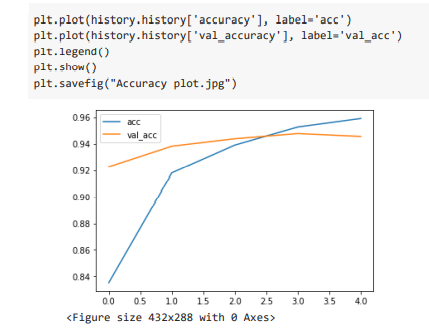 plt.plot(history.history['accuracy'], label='acc')
plt.plot(history.history['val_accuracy'], label='val_acc')
plt.legend()
plt.show()
plt.savefig("Accuracy plot.jpg")
acc
val_acc
0.96
0.94
0.92
0.90
0.88
0.86
0.84
0.0 0.5 1.0 1.5 2.0 2.5 3.0 3.5 4.0
<Figure size 432x288 with 0 Axes>